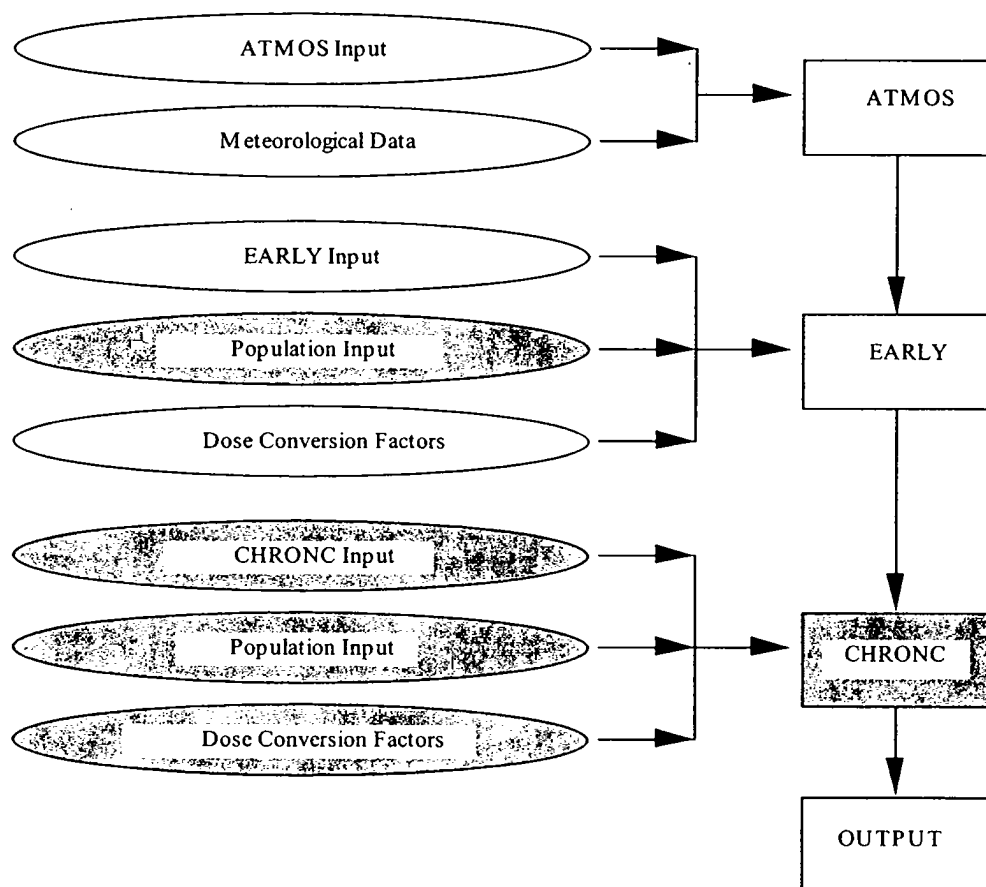 ATMOS Input
Meteorological Data
ATMOS
EARLY Input
Population Input
Dose Conversion Factors
EARLY
CHRONC Input
Population Input
Dose Conversion Factors
CHRONC
OUTPUT